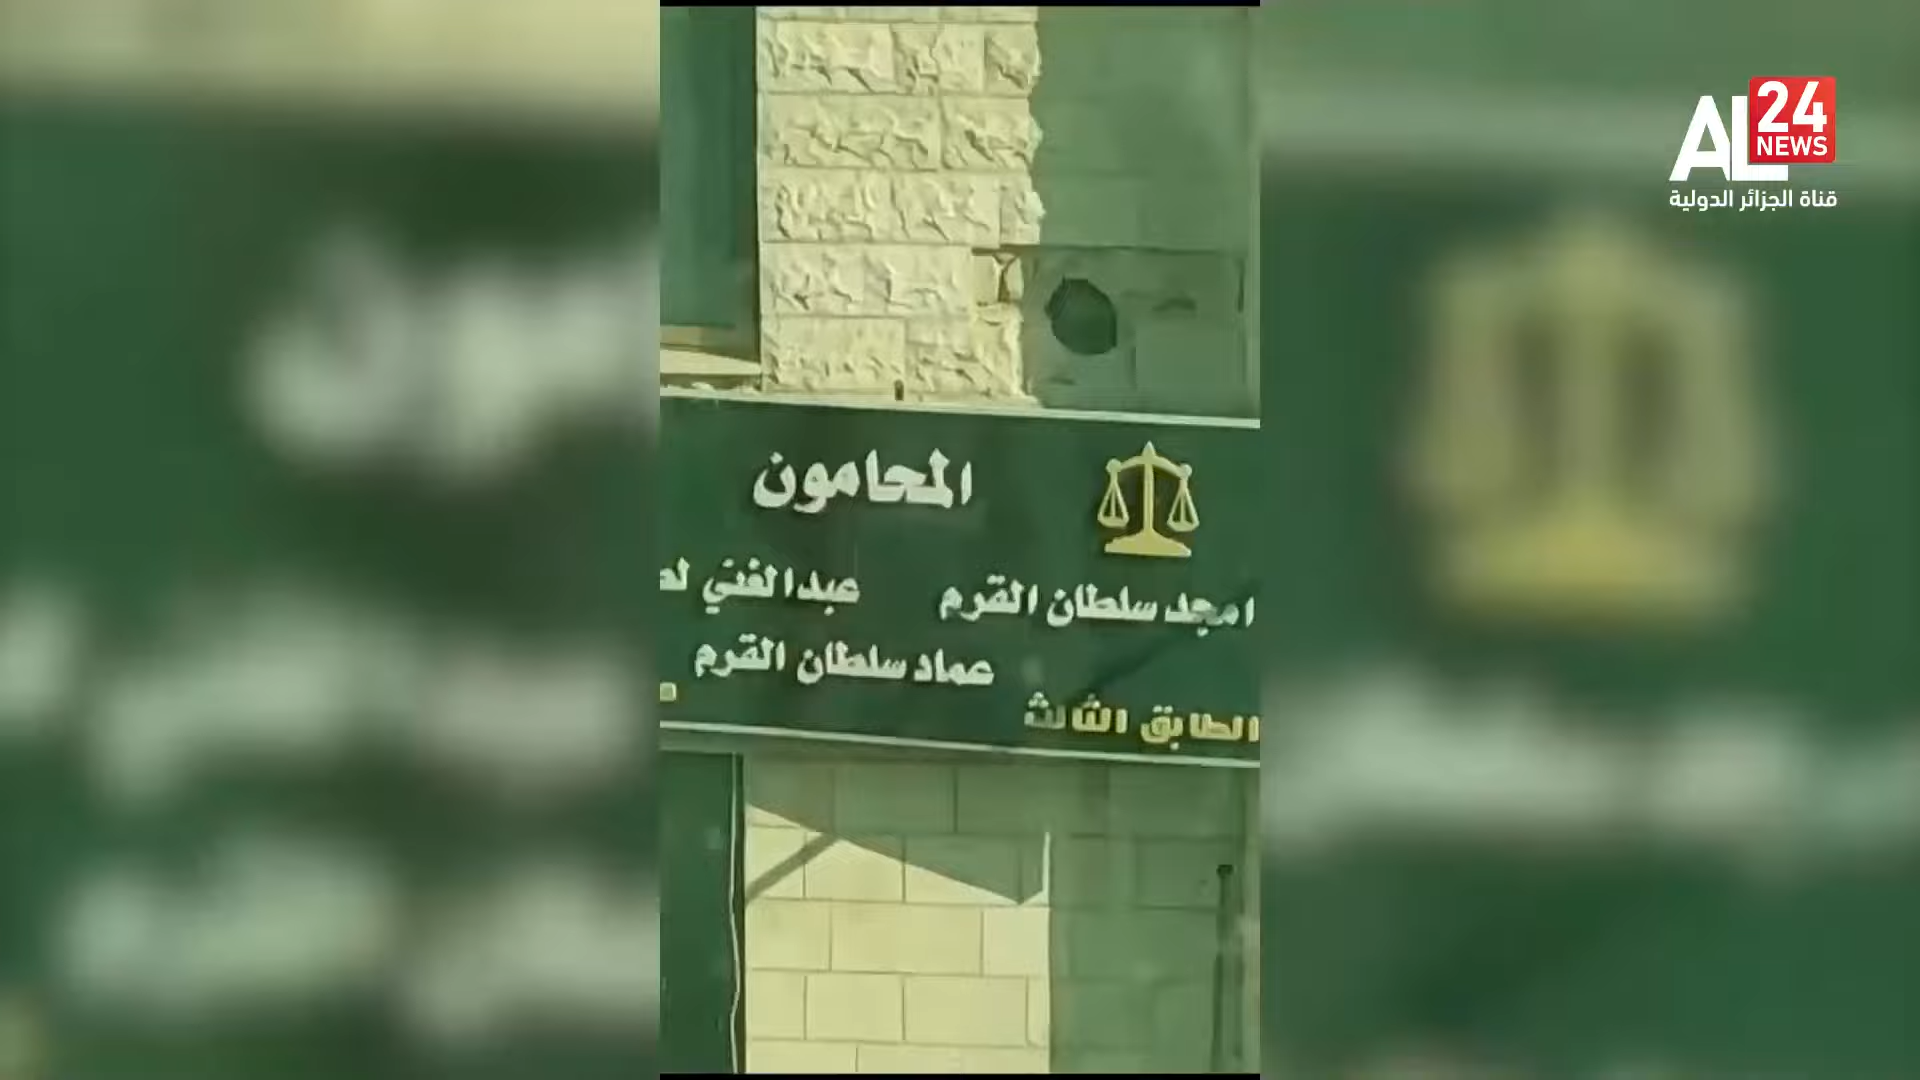 AL
24
NEWS
قناة الجزائر الدولية
المحامون
امجد سلطان القرم
عبدالغني
عماد سلطان القرم
الطابق الثالث